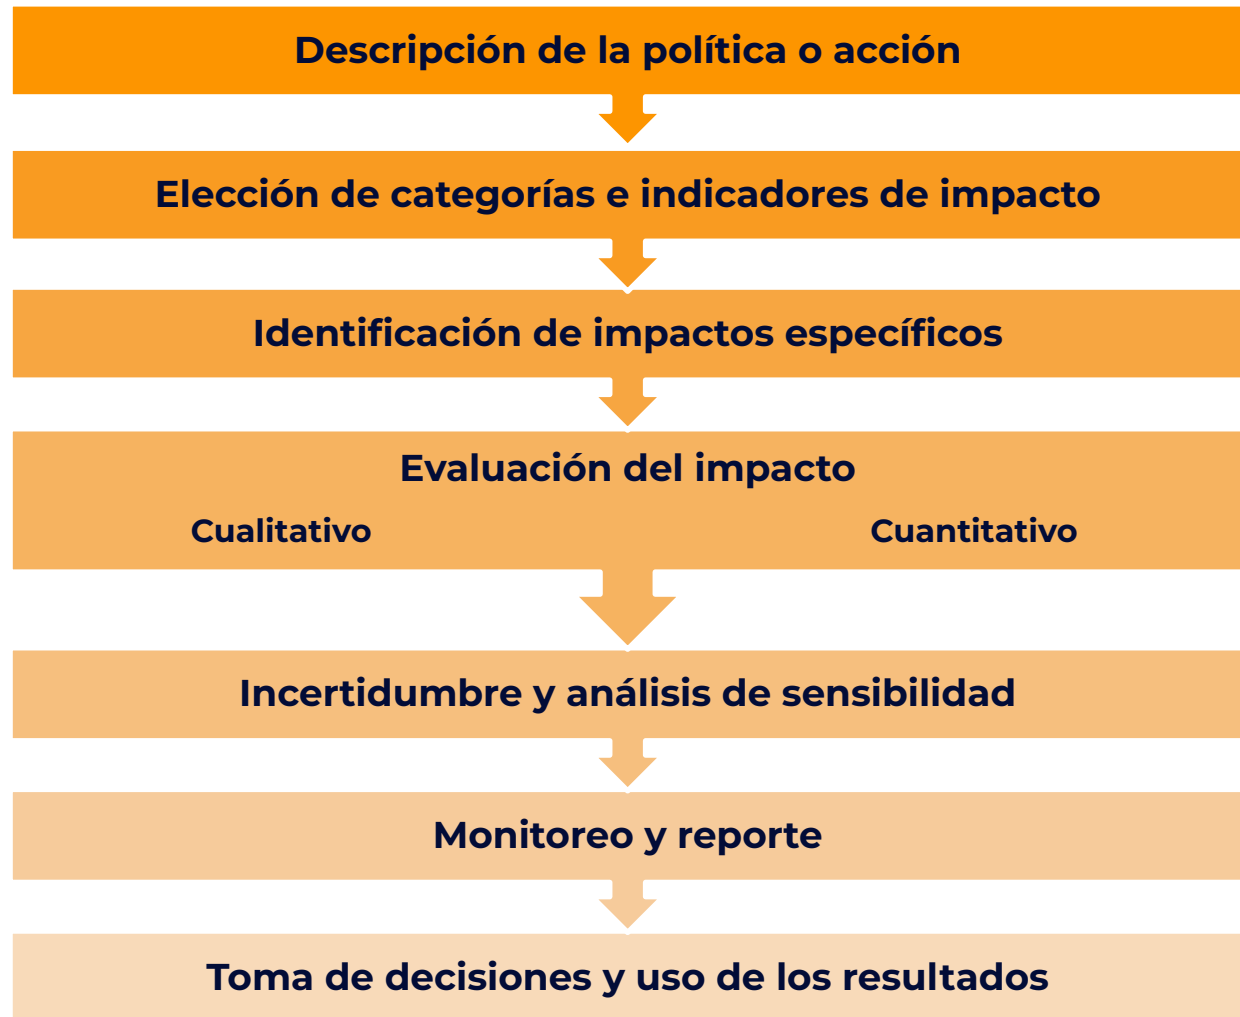 Descripción de la política o acción
Elección de categorías e indicadores de impacto
Identificación de impactos específicos
Evaluación del impacto
Cualitativo
Cuantitativo
Incertidumbre y análisis de sensibilidad
Monitoreo y reporte
Toma de decisiones y uso de los resultados